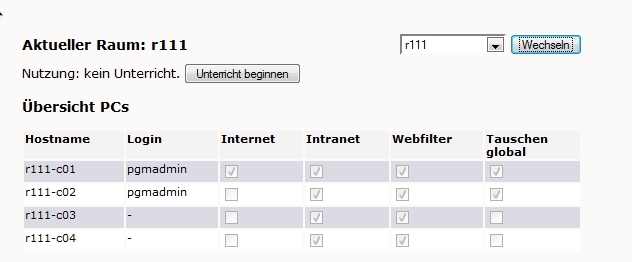 Aktueller Raum: r111
r111
Wechseln
Nutzung: kein Unterricht.
Unterricht beginnen
Übersicht PCs
Hostname Login Internet Intranet Webfilter Tauschen global
r111-c01 pgmadmin
r111-c02 pgmadmin
r111-c03 -
r111-c04 -